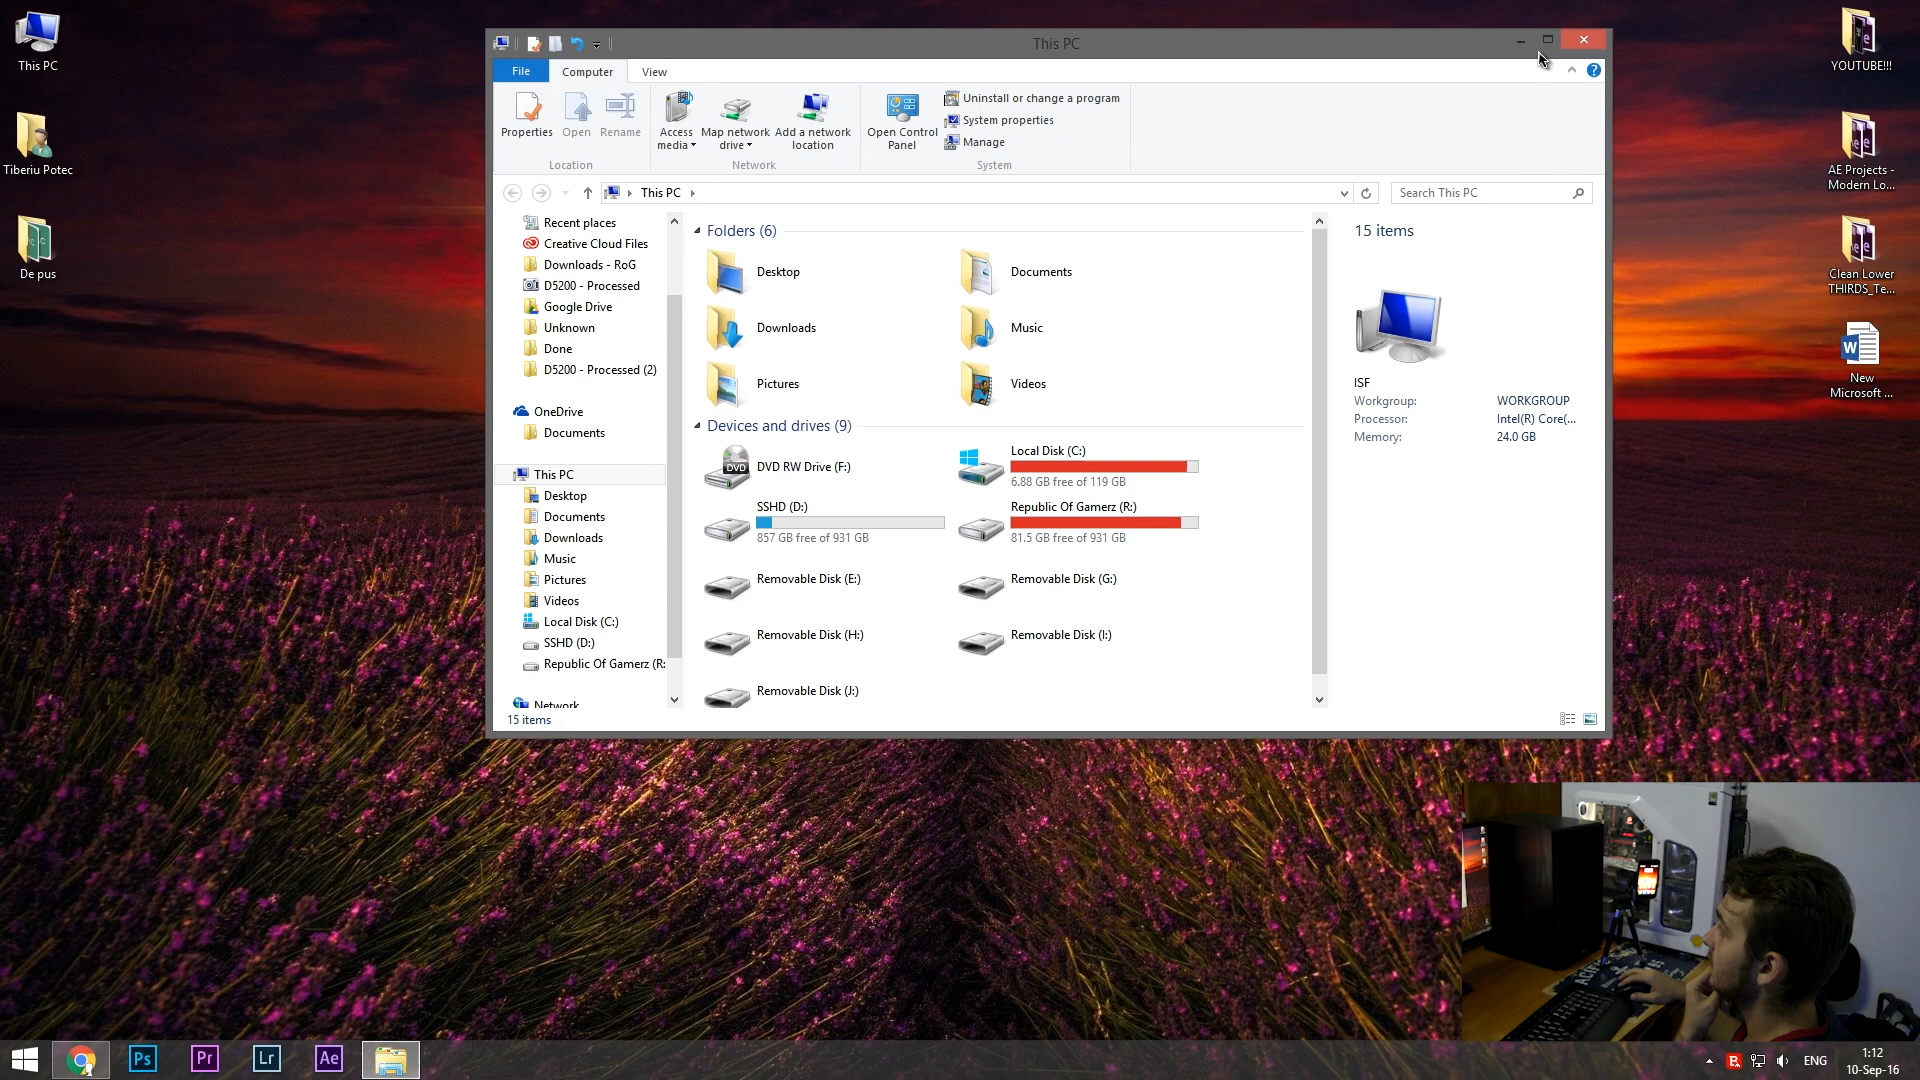 This PC
Tiberiu Potec
De pus
This PC
File
Computer
View
Properties
Open
Rename
Access
media
Map network
drive
Add a network
location
Open Control
Panel
Uninstall or change a program
System properties
Manage
Location
Network
System
This PC
Search This PC
Recent places
Creative Cloud Files
Downloads - RoG
D5200 - Processed
Google Drive
Unknown
Done
D5200 - Processed (2)
OneDrive
Documents
This PC
Desktop
Documents
Downloads
Music
Pictures
Videos
Local Disk (C:)
SSHD (D:)
Republic Of Gamerz (R:
Network
Folders (6)
Desktop
Documents
Downloads
Music
Pictures
Videos
Devices and drives (9)
DVD
DVD RW Drive (F:)
Local Disk (C:)
6.88 GB free of 119 GB
SSHD (D:)
857 GB free of 931 GB
Republic Of Gamerz (R:)
81.5 GB free of 931 GB
Removable Disk (E:)
Removable Disk (G:)
Removable Disk (H:)
Removable Disk (I:)
Removable Disk (J:)
15 items
ISF
Workgroup: WORKGROUP
Processor: Intel(R) Core(...
Memory: 24.0 GB
15 items
YOUTUBE!!!
AE Projects -
Modern Lo...
Clean Lower
THIRDS_Te...
W
New
Microsoft ...
Ps
Pr
Lr
Ae
ENG
1:12
10-Sep-16